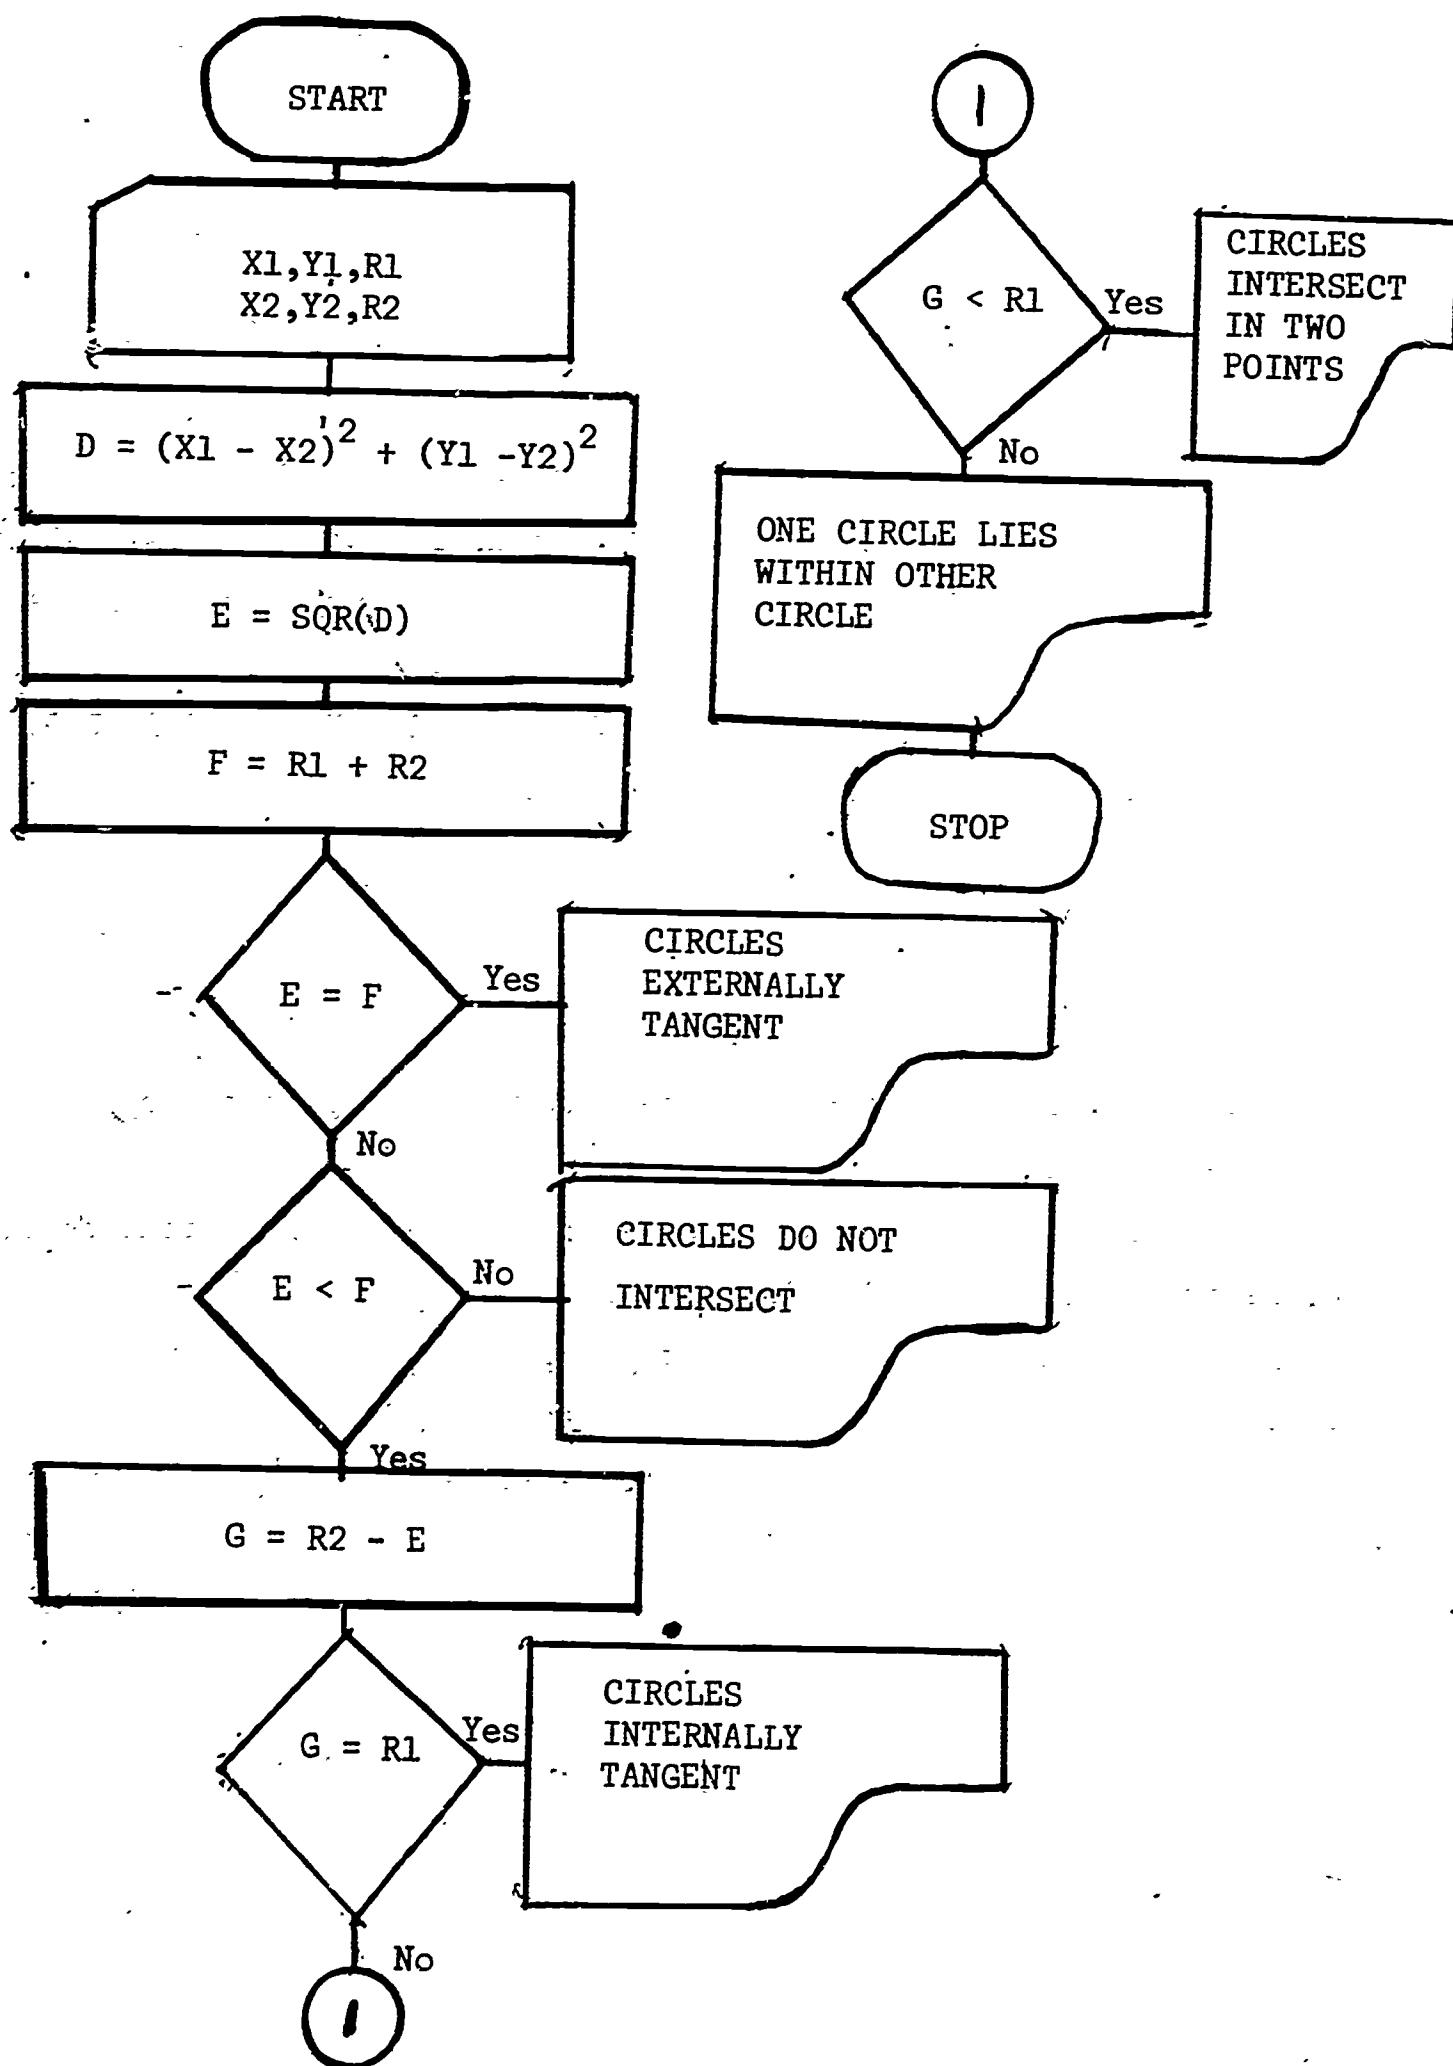 START
X1,Y1,R1
X2,Y2,R2
D = (X1 - X2)² + (Y1 -Y2)²
E = SQR(D)
F = R1 + R2
E = F
Yes
CIRCLES
EXTERNALLY
TANGENT
No
E < F
No
CIRCLES DO NOT
INTERSECT
Yes
G = R2 - E
G = R1
Yes
CIRCLES
INTERNALLY
TANGENT
No
1
1
G < R1
Yes
CIRCLES
INTERSECT
IN TWO
POINTS
No
ONE CIRCLE LIES
WITHIN OTHER
CIRCLE
STOP